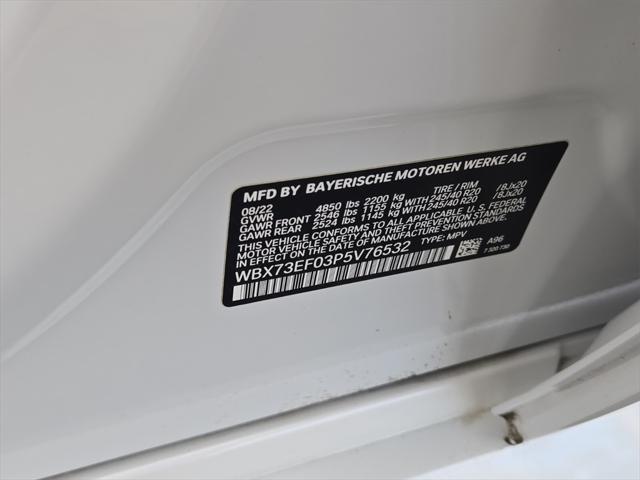 MFD BY BAYERISCHE MOTOREN WERKE AG
08/22 4850 lbs 2200 kg TIRE / RIM
GVWR
GAWR FRONT 2546 lbs 1155 kg WITH 245/40 R20 /8Jx20
GAWR REAR 2524 lbs 1145 kg WITH 245/40 R20 /8Jx20
THIS VEHICLE CONFORMS TO ALL APPLICABLE U.S. FEDERAL
MOTOR VEHICLE SAFETY STANDARDS IN EFFECT ON THE
DATE OF MANUFACTURE SHOWN ABOVE.
WBX73EF03P5V76532 TYPE: MPV A96
7 320 730